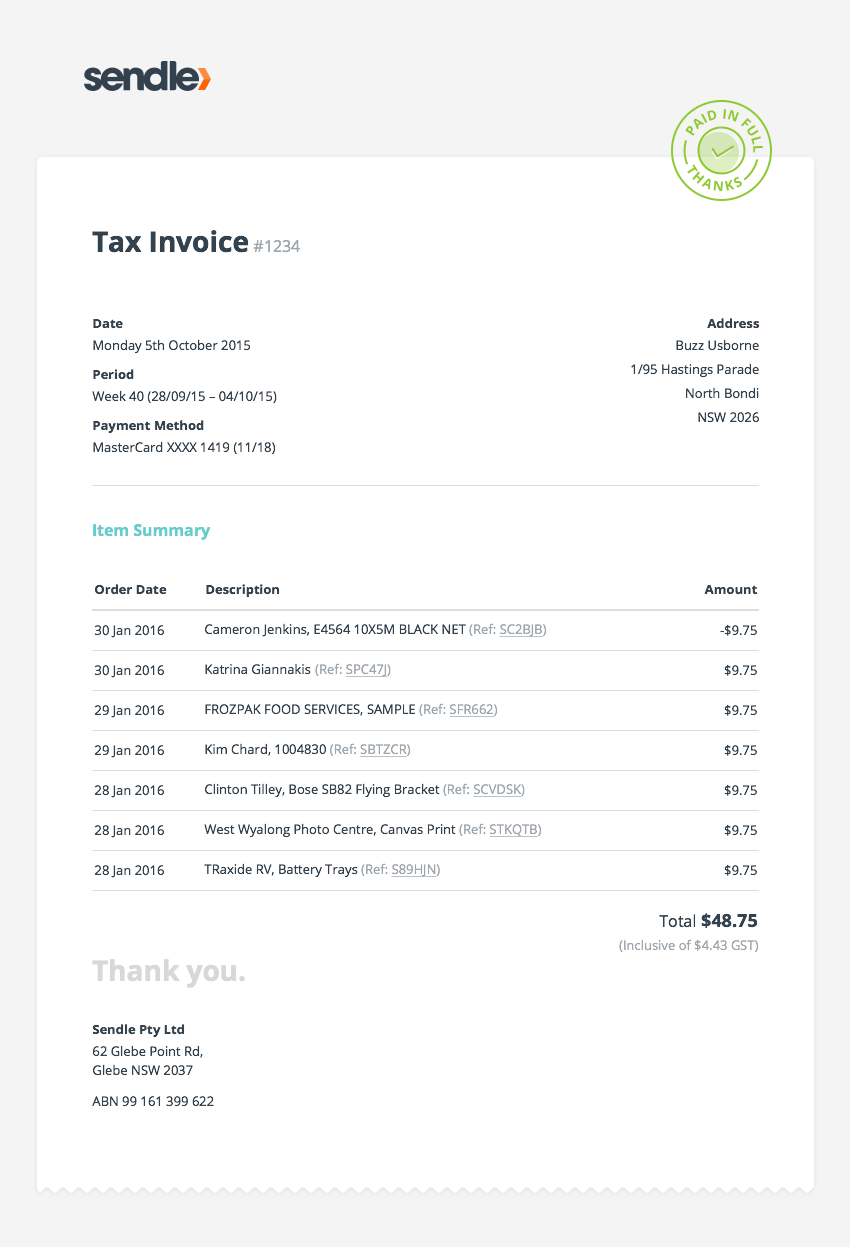 sendle
PAID IN FULL
THANKS
Tax Invoice #1234
Date
Monday 5th October 2015
Period
Week 40 (28/09/15 – 04/10/15)
Payment Method
MasterCard XXXX 1419 (11/18)
Address
Buzz Usborne
1/95 Hastings Parade
North Bondi
NSW 2026
Item Summary
Order Date Description Amount
30 Jan 2016 Cameron Jenkins, E4564 10X5M BLACK NET (Ref: SC2BJB) -$9.75
30 Jan 2016 Katrina Giannakis (Ref: SPC47J) $9.75
29 Jan 2016 FROZPAK FOOD SERVICES, SAMPLE (Ref: SFR662) $9.75
29 Jan 2016 Kim Chard, 1004830 (Ref: SBTZCR) $9.75
28 Jan 2016 Clinton Tilley, Bose SB82 Flying Bracket (Ref: SCVDSK) $9.75
28 Jan 2016 West Wyalong Photo Centre, Canvas Print (Ref: STKQTB) $9.75
28 Jan 2016 TRaxide RV, Battery Trays (Ref: S89HJN) $9.75
Total $48.75
(Inclusive of $4.43 GST)
Thank you.
Sendle Pty Ltd
62 Glebe Point Rd,
Glebe NSW 2037
ABN 99 161 399 622